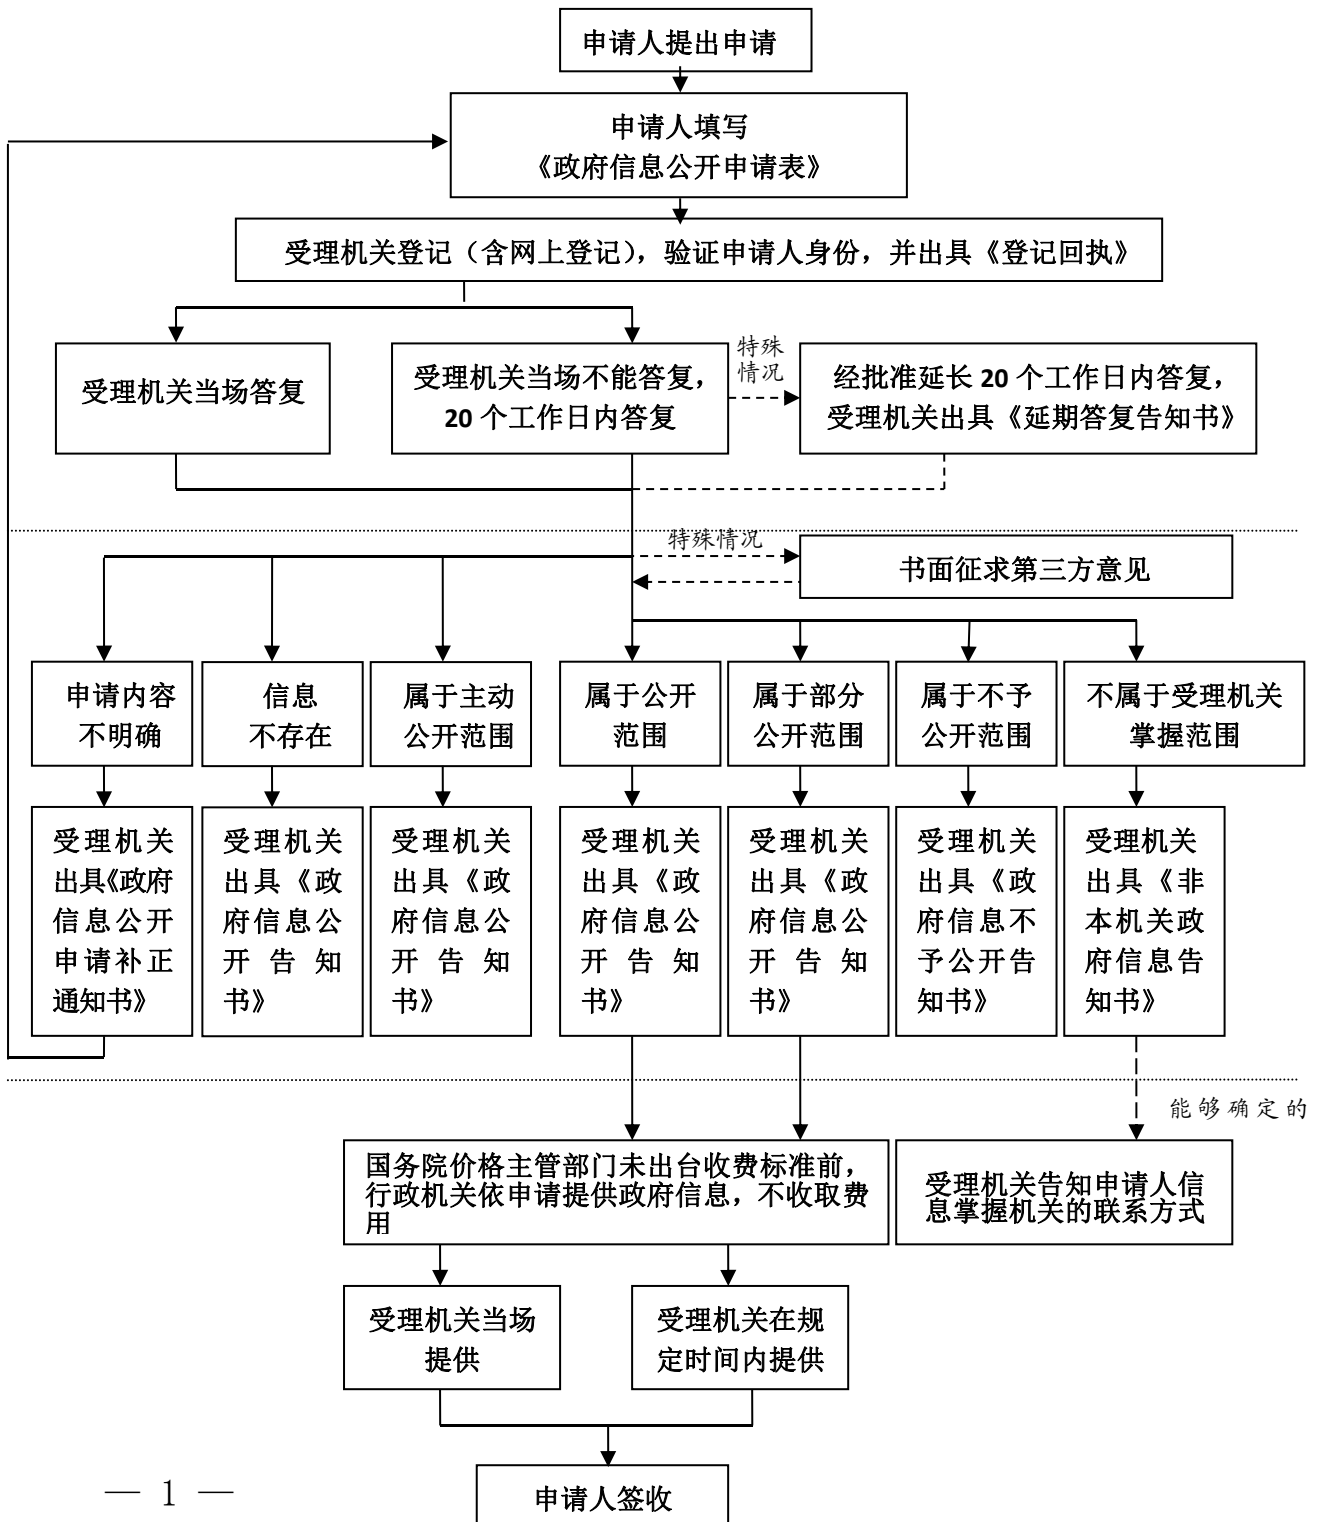 申请人提出申请
申请人填写
《政府信息公开申请表》
受理机关登记（含网上登记），验证申请人身份，并出具《登记回执》
受理机关当场答复
受理机关当场不能答复，
20 个工作日内答复
特殊
情况
经批准延长 20 个工作日内答复，
受理机关出具《延期答复告知书》
特殊情况
书面征求第三方意见
申请内容
不明确
信息
不存在
属于主动
公开范围
属于公开
范围
属于部分
公开范围
属于不予
公开范围
不属于受理机关
掌握范围
受理机关
出具《政府
信息公开
申请补正
通知书》
受理机关
出具《政
府信息公
开告知
书》
受理机关
出具《政
府信息公
开告知
书》
受理机关
出具《政
府信息公
开告知
书》
受理机关
出具《政
府信息公
开告知
书》
受理机关
出具《政
府信息不
予公开告
知书》
受理机关
出具《非
本机关政
府信息告
知书》
能够确定的
国务院价格主管部门未出台收费标准前，
行政机关依申请提供政府信息，不收取费
用
受理机关告知申请人信
息掌握机关的联系方式
受理机关当场
提供
受理机关在规
定时间内提供
申请人签收
— 1 —